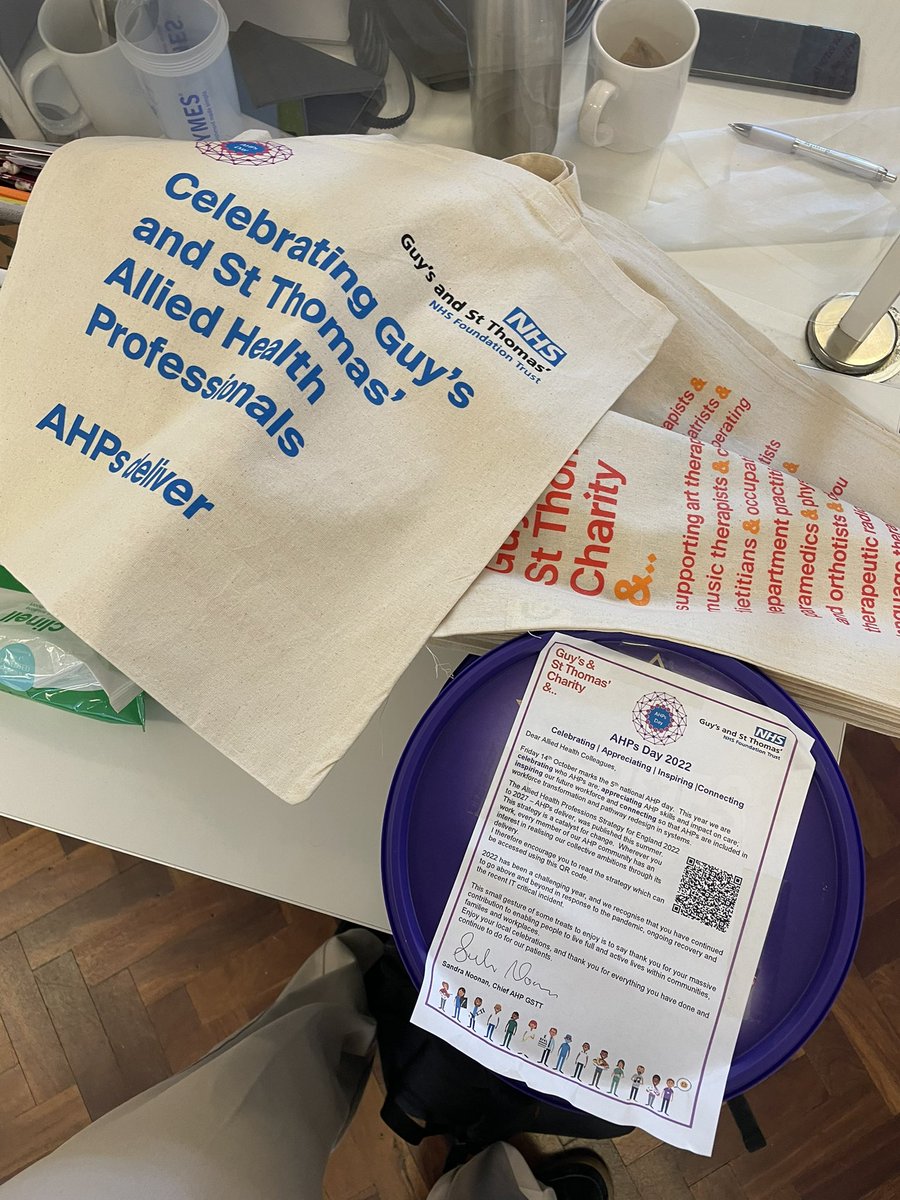 YMES
AHPs
Day
Celebrating Guy's
and St Thomas'
Allied Health
Professionals
AHPs deliver
Guy's and St Thomas'
NHS
NHS Foundation Trust
clinell
St Thom
Charity
&..
supporting art therapists &
music therapists & operating
dietitians & occupat
department practiti
paramedics & phy
and orthotists &
therapeutic radi
Guy's &
St Thomas'
Charity
&..
AHPs
Day
Guy's and St Thomas'
NHS
NHS Foundation Trust
AHPs Day 2022
Celebrating | Appreciating | Inspiring |Connecting
Dear Allied Health Colleagues,
Friday 14th October marks the 5th national AHP day. This year we are
celebrating who AHPs are; appreciating AHP skills and impact on care;
inspiring our future workforce and connecting so that AHPs are included in
workforce transformation and pathway redesign in systems.
The Allied Health Professions Strategy for England 2022
to 2027 – AHPs deliver, was published this summer.
This strategy is a catalyst for change. Wherever you
work, every member of our AHP community has an
interest in realising our collective ambitions through its
delivery.
I therefore encourage you to read the strategy which can
be accessed using this QR code.
2022 has been a challenging year, and we recognise that you have continued
to go above and beyond in response to the pandemic, ongoing recovery and
the recent IT critical incident.
This small gesture of some treats to enjoy is to say thank you for your massive
contribution to enabling people to live full and active lives within communities,
families and workplaces.
Enjoy your local celebrations, and thank you for everything you have done and
continue to do for our patients.
Sandra Noonan, Chief AHP GSTT